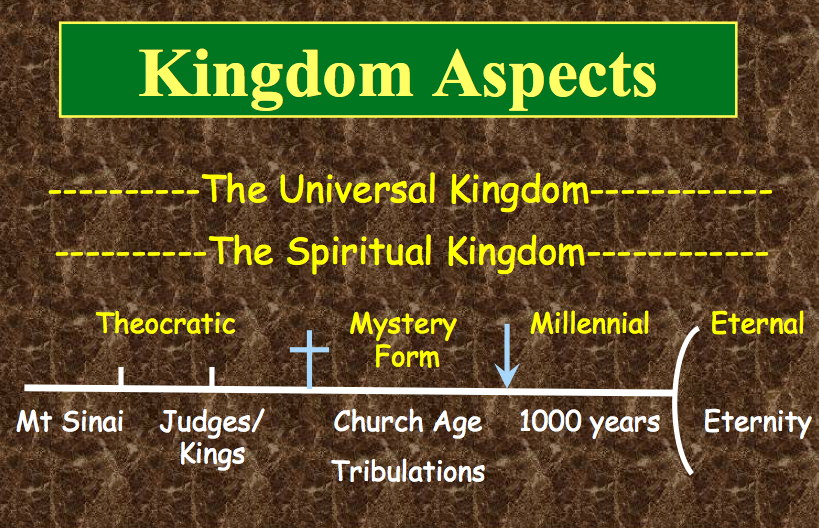 Kingdom Aspects
----------The Universal Kingdom------------
----------The Spiritual Kingdom------------
Theocratic
Mystery
Form
Millennial
Eternal
Mt Sinai
Judges/
Kings
Church Age
Tribulations
1000 years
Eternity